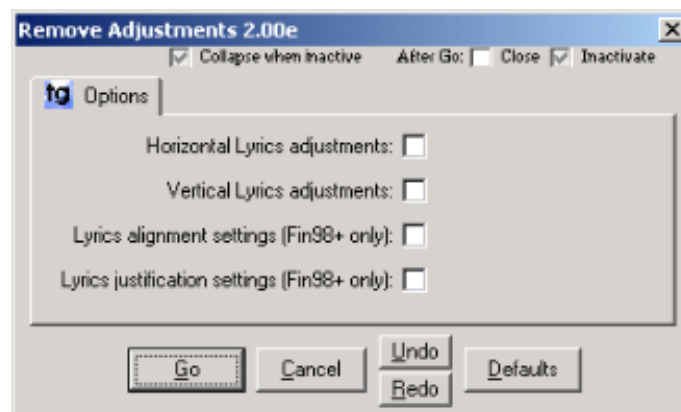 Remove Adjustments 2.00e
Collapse when inactive After Go: Close Inactivate
tg Options
Horizontal Lyrics adjustments:
Vertical Lyrics adjustments:
Lyrics alignment settings (Fin98+ only):
Lyrics justification settings (Fin98+ only):
Go Cancel Undo Defaults
Redo